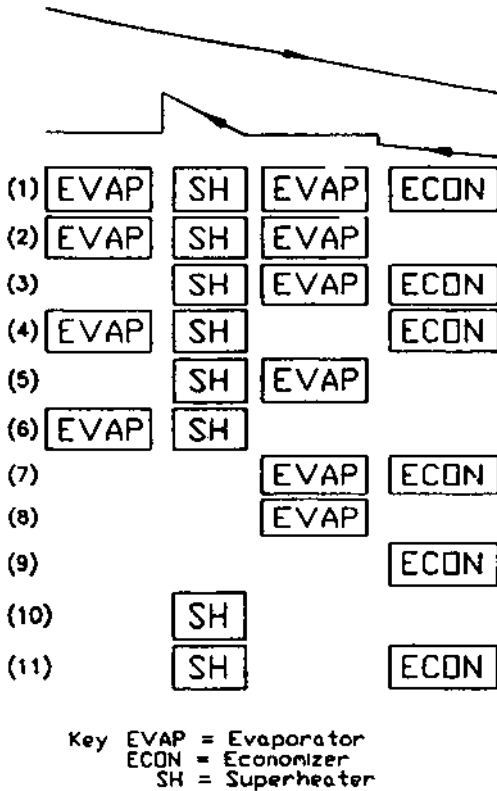 (1) EVAP SH EVAP ECON
(2) EVAP SH EVAP
(3) SH EVAP ECON
(4) EVAP SH ECON
(5) SH EVAP
(6) EVAP SH
(7) EVAP ECON
(8) EVAP
(9) ECON
(10) SH
(11) SH ECON
Key EVAP = Evaporator
ECON = Economizer
SH = Superheater